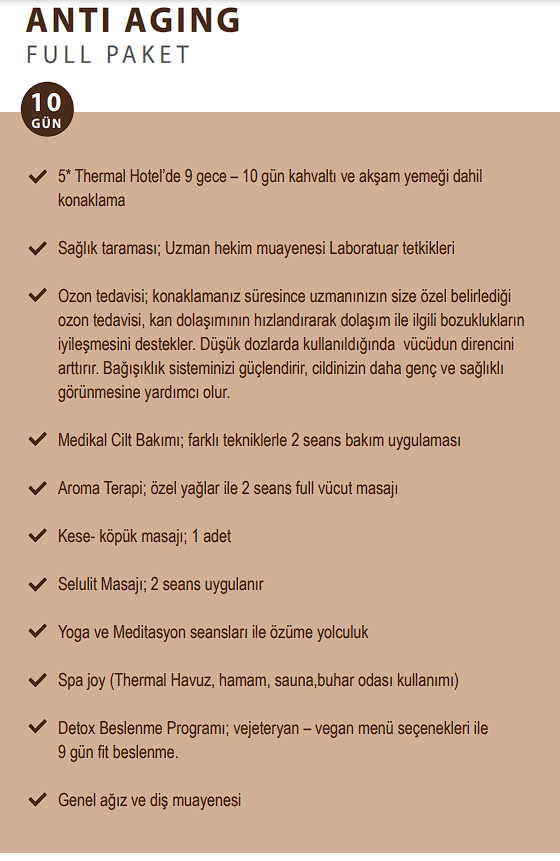 ANTI AGING
FULL PAKET
10
GÜN
5* Thermal Hotel’de 9 gece – 10 gün kahvaltı ve akşam yemeği dahil
konaklama
Sağlık taraması; Uzman hekim muayenesi Laboratuar tetkikleri
Ozon tedavisi; konaklamanız süresince uzmanınızın size özel belirlediği
ozon tedavisi, kan dolaşımının hızlandırarak dolaşım ile ilgili bozuklukların
iyileşmesini destekler. Düşük dozlarda kullanıldığında vücüdun direncini
arttırır. Bağışıklık sisteminizi güçlendirir, cildinizin daha genç ve sağlıklı
görünmesine yardımcı olur.
Medikal Cilt Bakımı; farklı tekniklerle 2 seans bakım uygulaması
Aroma Terapi; özel yağlar ile 2 seans full vücut masajı
Kese- köpük masajı; 1 adet
Selulit Masajı; 2 seans uygulanır
Yoga ve Meditasyon seansları ile özüme yolculuk
Spa joy (Thermal Havuz, hamam, sauna,buhar odası kullanımı)
Detox Beslenme Programı; vejeteryan – vegan menü seçenekleri ile
9 gün fit beslenme.
Genel ağız ve diş muayenesi